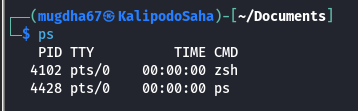 ┌──(mugdha67㉿KalipodoSaha)-[~/Documents]
└─$ ps
    PID TTY          TIME CMD
   4102 pts/0    00:00:00 zsh
   4428 pts/0    00:00:00 ps